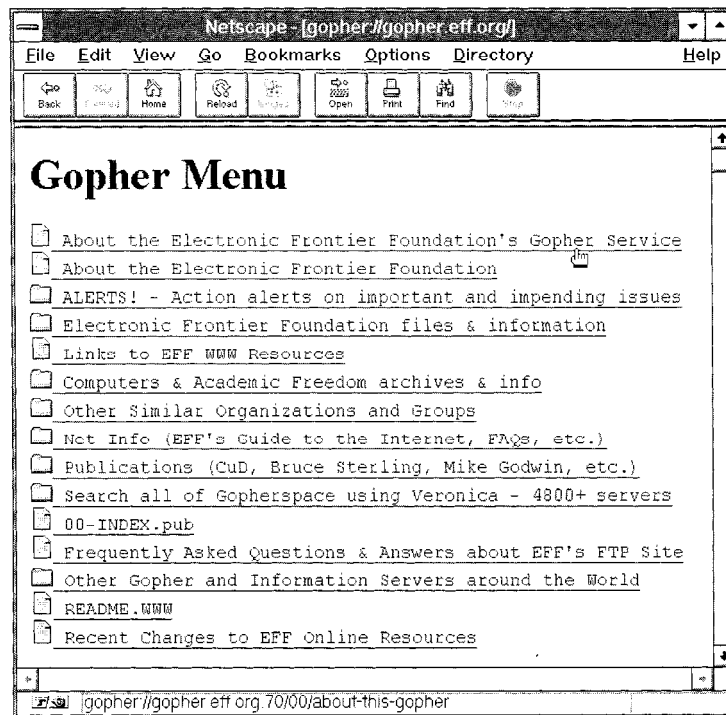 Netscape - [gopher://gopher.eff.org/]
File Edit View Go Bookmarks Options Directory Help
Back Forward Home Reload Images Open Print Find Stop
Gopher Menu
About the Electronic Frontier Foundation's Gopher Service
About the Electronic Frontier Foundation
ALERTS! - Action alerts on important and impending issues
Electronic Frontier Foundation files & information
Links to EFF WWW Resources
Computers & Academic Freedom archives & info
Other Similar Organizations and Groups
Net Info (EFF's Guide to the Internet, FAQs, etc.)
Publications (CuD, Bruce Sterling, Mike Godwin, etc.)
Search all of Gopherspace using Veronica - 4800+ servers
00-INDEX.pub
Frequently Asked Questions & Answers about EFF's FTP Site
Other Gopher and Information Servers around the World
README.WWW
Recent Changes to EFF Online Resources
gopher://gopher.eff.org:70/00/about-this-gopher